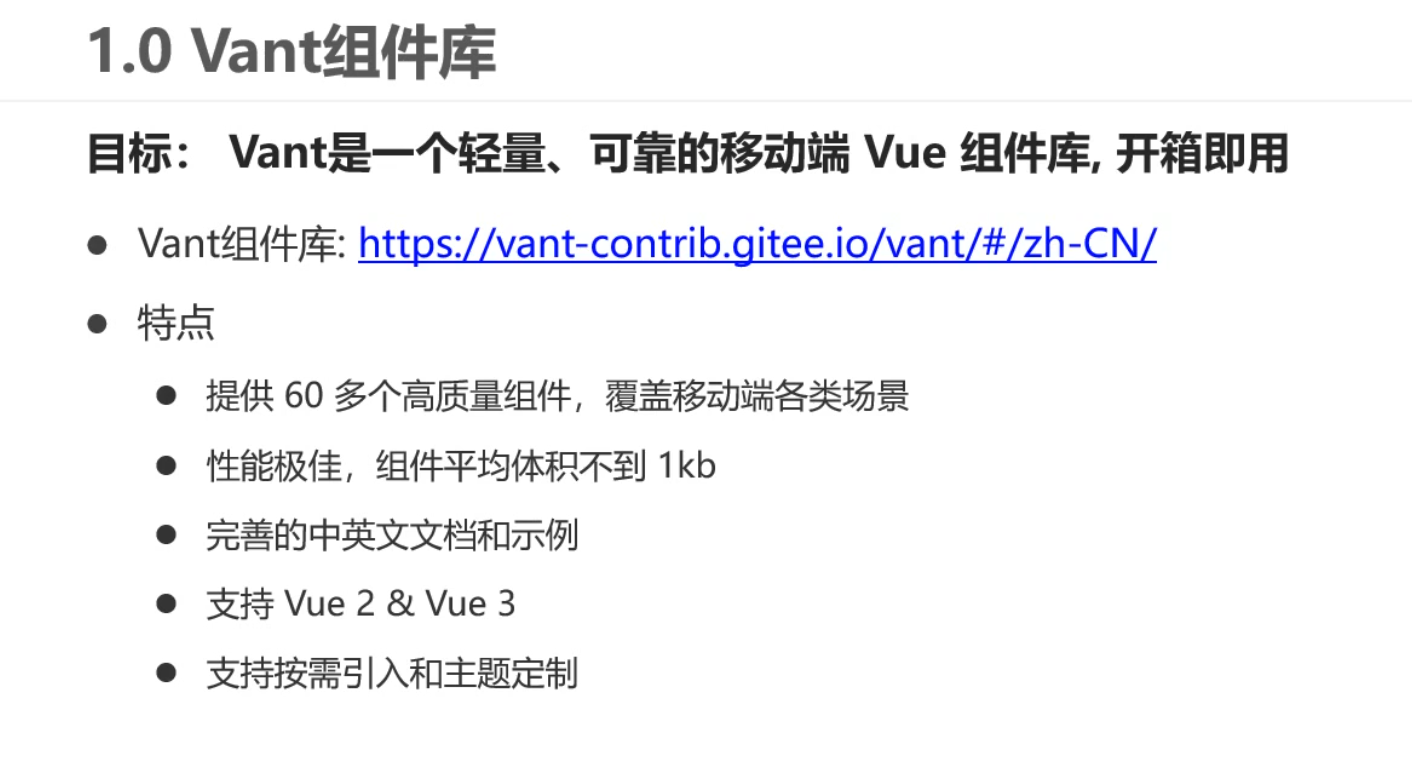 1.0 Vant组件库
目标： Vant是一个轻量、可靠的移动端 Vue 组件库, 开箱即用
● Vant组件库: https://vant-contrib.gitee.io/vant/#/zh-CN/
● 特点
● 提供 60 多个高质量组件，覆盖移动端各类场景
● 性能极佳，组件平均体积不到 1kb
● 完善的中英文文档和示例
● 支持 Vue 2 & Vue 3
● 支持按需引入和主题定制